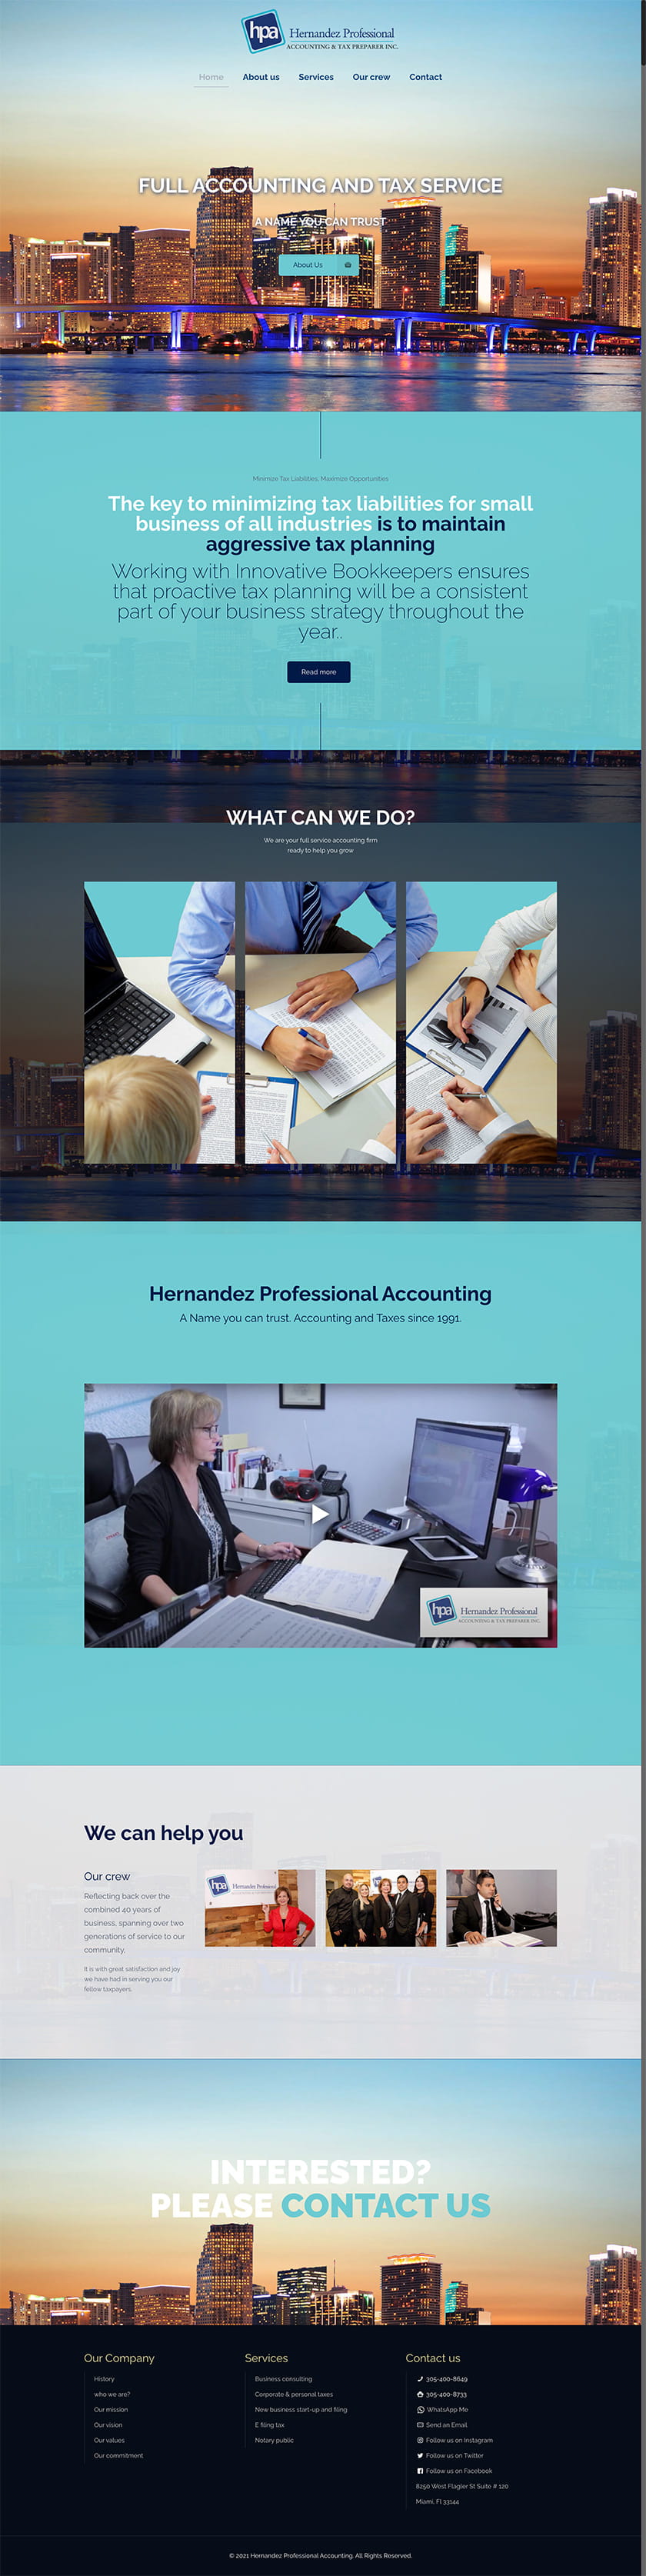 hpa Hernandez Professional
ACCOUNTING & TAX PREPARER INC.
Home About us Services Our crew Contact
FULL ACCOUNTING AND TAX SERVICE
A NAME YOU CAN TRUST
About Us
Minimize Tax Liabilities, Maximize Opportunities
The key to minimizing tax liabilities for small
business of all industries is to maintain
aggressive tax planning
Working with Innovative Bookkeepers ensures
that proactive tax planning will be a consistent
part of your business strategy throughout the
year..
Read more
WHAT CAN WE DO?
We are your full service accounting firm
ready to help you grow
Hernandez Professional Accounting
A Name you can trust. Accounting and Taxes since 1991.
hpa Hernandez Professional
ACCOUNTING & TAX PREPARER INC.
We can help you
Our crew
Reflecting back over the
combined 40 years of
business, spanning over two
generations of service to our
community,
It is with great satisfaction and joy
we have had in serving you our
fellow taxpayers.
hpa Hernandez Professional
INTERESTED?
PLEASE CONTACT US
Our Company
History
who we are?
Our mission
Our vision
Our values
Our commitment
Services
Business consulting
Corporate & personal taxes
New business start-up and filing
E filing tax
Notary public
Contact us
305-400-8649
305-400-8733
WhatsApp Me
Send an Email
Follow us on Instagram
Follow us on Twitter
Follow us on Facebook
8250 West Flagler St Suite # 120
Miami, Fl 33144
© 2021 Hernandez Professional Accounting. All Rights Reserved.